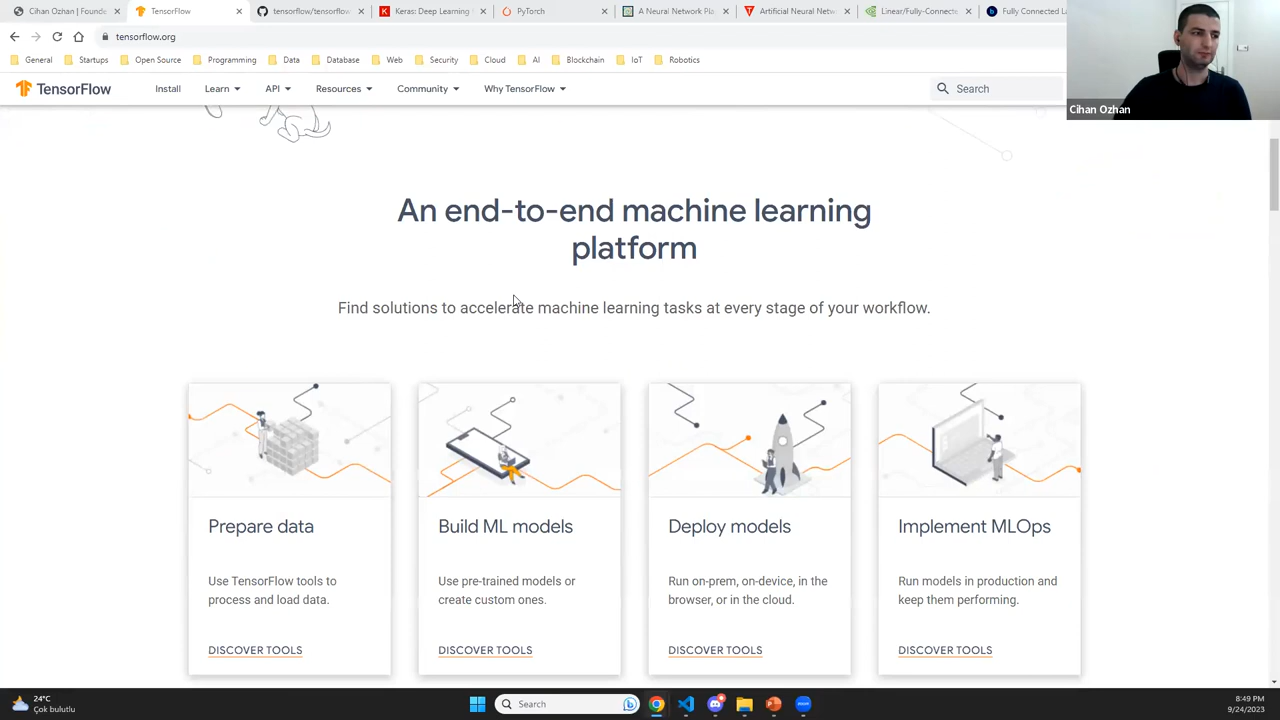 Cihan Ozhan | Founde
TensorFlow
tensorflow/tensorflow
Keras: Deep Learning
PyTorch
A Neural Network Pla
Artificial Neural Netw
Linear/Fully-Connecte
Fully Connected La
tensorflow.org
General
Startups
Open Source
Programming
Data
Database
Web
Security
Cloud
AI
Blockchain
IoT
Robotics
TensorFlow
Install
Learn
API
Resources
Community
Why TensorFlow
Search
Cihan Ozhan
An end-to-end machine learning
platform
Find solutions to accelerate machine learning tasks at every stage of your workflow.
Prepare data
Build ML models
Deploy models
Implement MLOps
Use TensorFlow tools to
process and load data.
Use pre-trained models or
create custom ones.
Run on-prem, on-device, in the
browser, or in the cloud.
Run models in production and
keep them performing.
DISCOVER TOOLS
DISCOVER TOOLS
DISCOVER TOOLS
DISCOVER TOOLS
24°C
Çok bulutlu
Search
8:49 PM
9/24/2023